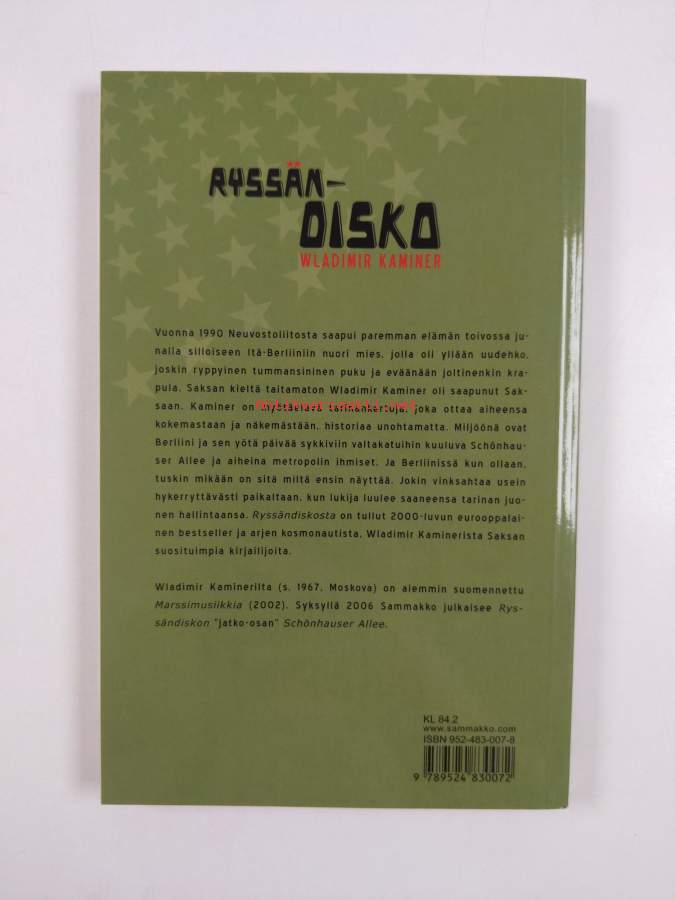 RYSSÄN-
DISKO
WLADIMIR KAMINER
Vuonna 1990 Neuvostoliitosta saapui paremman elämän toivossa ju-
nalla silloiseen Itä-Berliiniin nuori mies, jolla oli yllään uudehko,
joskin ryppyinen tummansininen puku ja eväänään joltinenkin kra-
pula. Saksan kieltä taitamaton Wladimir Kaminer oli saapunut Sak-
saan. Kaminer on myötäelävä tarinankertoja, joka ottaa aiheensa
kokemastaan ja näkemästään, historiaa unohtamatta. Miljöönä ovat
Berliini ja sen yötä päivää sykkiviin valtakatuihin kuuluva Schönhau-
ser Allee ja aiheina metropolin ihmiset. Ja Berliinissä kun ollaan,
tuskin mikään on sitä miltä ensin näyttää. Jokin vinksahtaa usein
hykerryttävästi paikaltaan, kun lukija luulee saaneensa tarinan juo-
nen hallintaansa. Ryssändiskosta on tullut 2000-luvun eurooppalai-
nen bestseller ja arjen kosmonautista, Wladimir Kaminerista Saksan
suosituimpia kirjailijoita.
Wladimir Kaminerilta (s. 1967, Moskova) on aiemmin suomennettu
Marssimusiikkia (2002). Syksyllä 2006 Sammakko julkaisee Rys-
sändiskon "jatko-osan" Schönhauser Allee.
KL 84.2
www.sammakko.com
ISBN 952-483-007-8
9 789524 830072